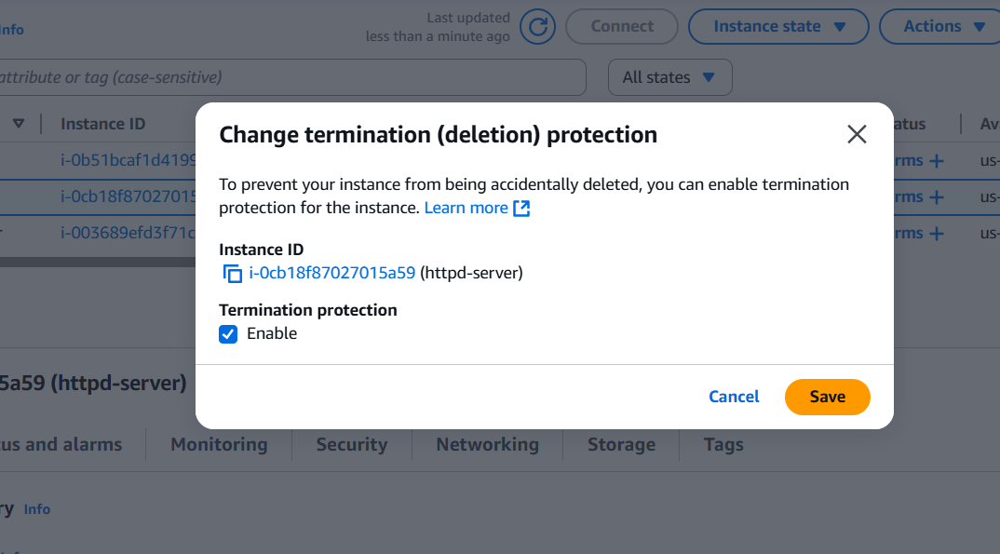 Info
Last updated
less than a minute ago
Connect
Instance state
Actions
attribute or tag (case-sensitive)
All states
Instance ID
i-0b51bcaf1d4199
i-0cb18f87027015
i-003689efd3f71c
atus
Av
rms +
us-
rms +
us-
rms +
us-
Change termination (deletion) protection
To prevent your instance from being accidentally deleted, you can enable termination
protection for the instance. Learn more
Instance ID
i-0cb18f87027015a59 (httpd-server)
Termination protection
Enable
Cancel
Save
5a59 (httpd-server)
tus and alarms
Monitoring
Security
Networking
Storage
Tags
ry Info